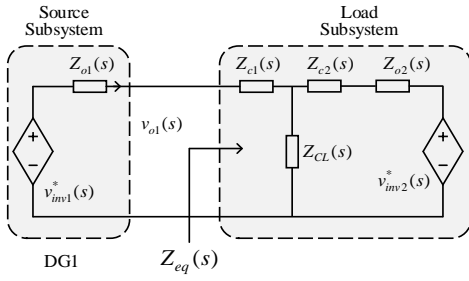 Source
Subsystem
Load
Subsystem
Z_{o1}(s)
Z_{c1}(s)
Z_{c2}(s)
Z_{o2}(s)
v_{o1}(s)
+
−
Z_{CL}(s)
+
−
v^*_{inv1}(s)
v^*_{inv2}(s)
DG1
Z_{eq}(s)